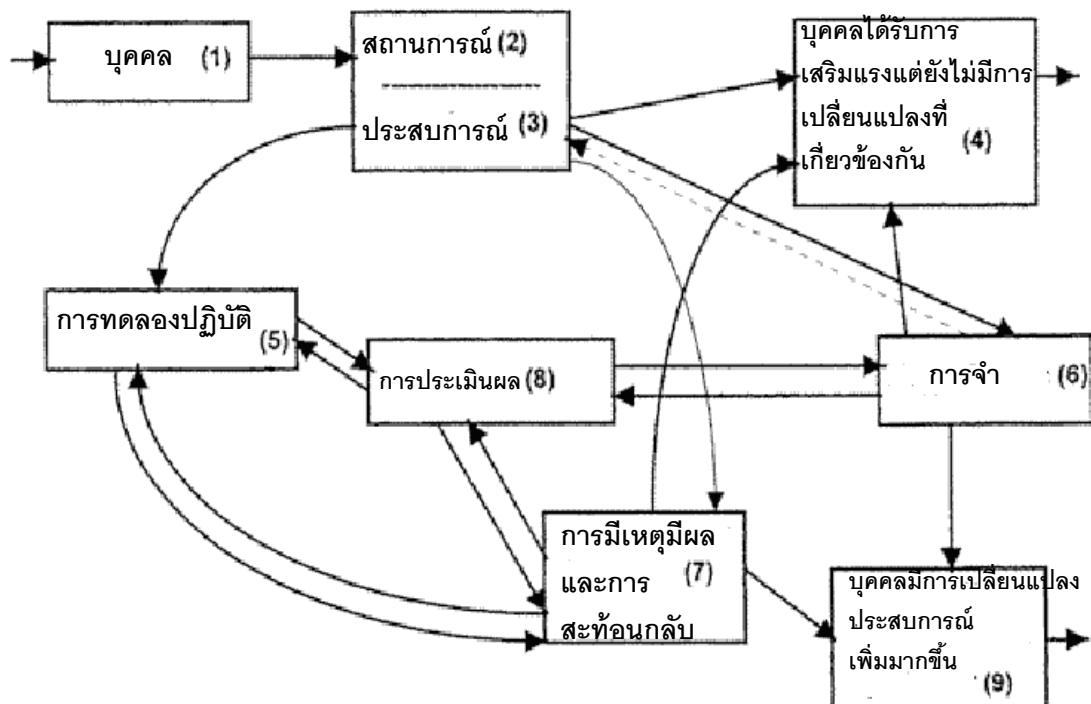 บุคคล (1)
สถานการณ์ (2)
ประสบการณ์ (3)
บุคคลได้รับการ
เสริมแรงแต่ยังไม่มีการ
เปลี่ยนแปลงที่
เกี่ยวข้องกัน (4)
การทดลองปฏิบัติ (5)
การประเมินผล (8)
การจำ (6)
การมีเหตุมีผล
และการ (7)
สะท้อนกลับ
บุคคลมีการเปลี่ยนแปลง
ประสบการณ์
เพิ่มมากขึ้น (9)